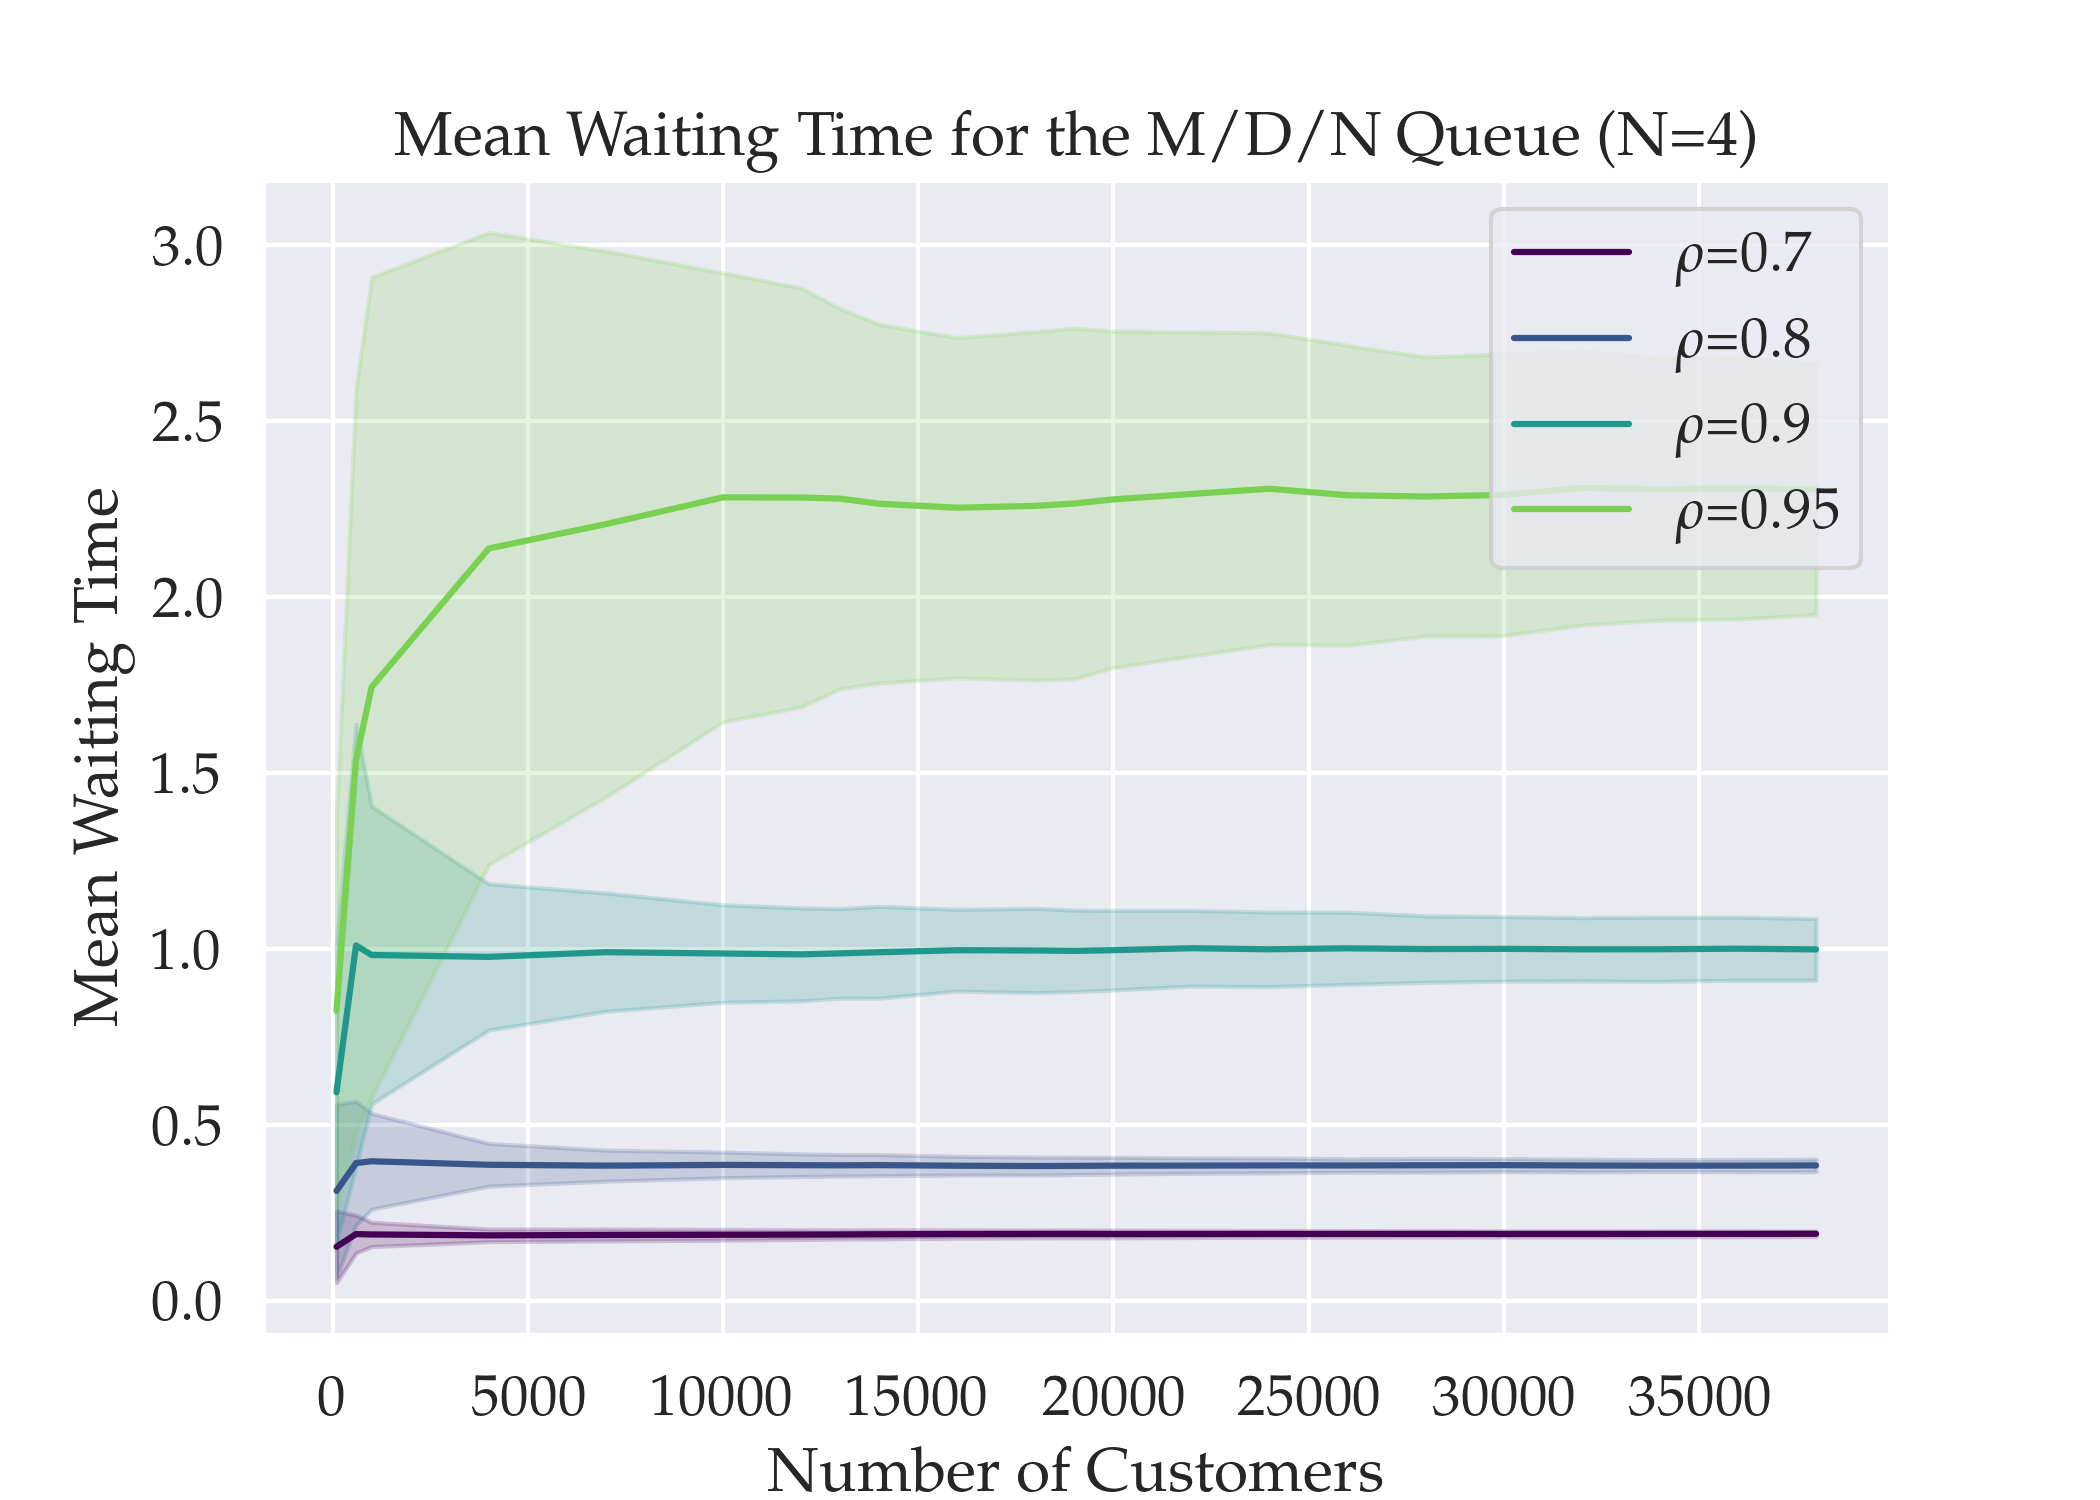 Mean Waiting Time for the M/D/N Queue (N=4)
Mean Waiting Time
3.0
2.5
2.0
1.5
1.0
0.5
0.0
ρ=0.7
ρ=0.8
ρ=0.9
ρ=0.95
0 5000 10000 15000 20000 25000 30000 35000
Number of Customers